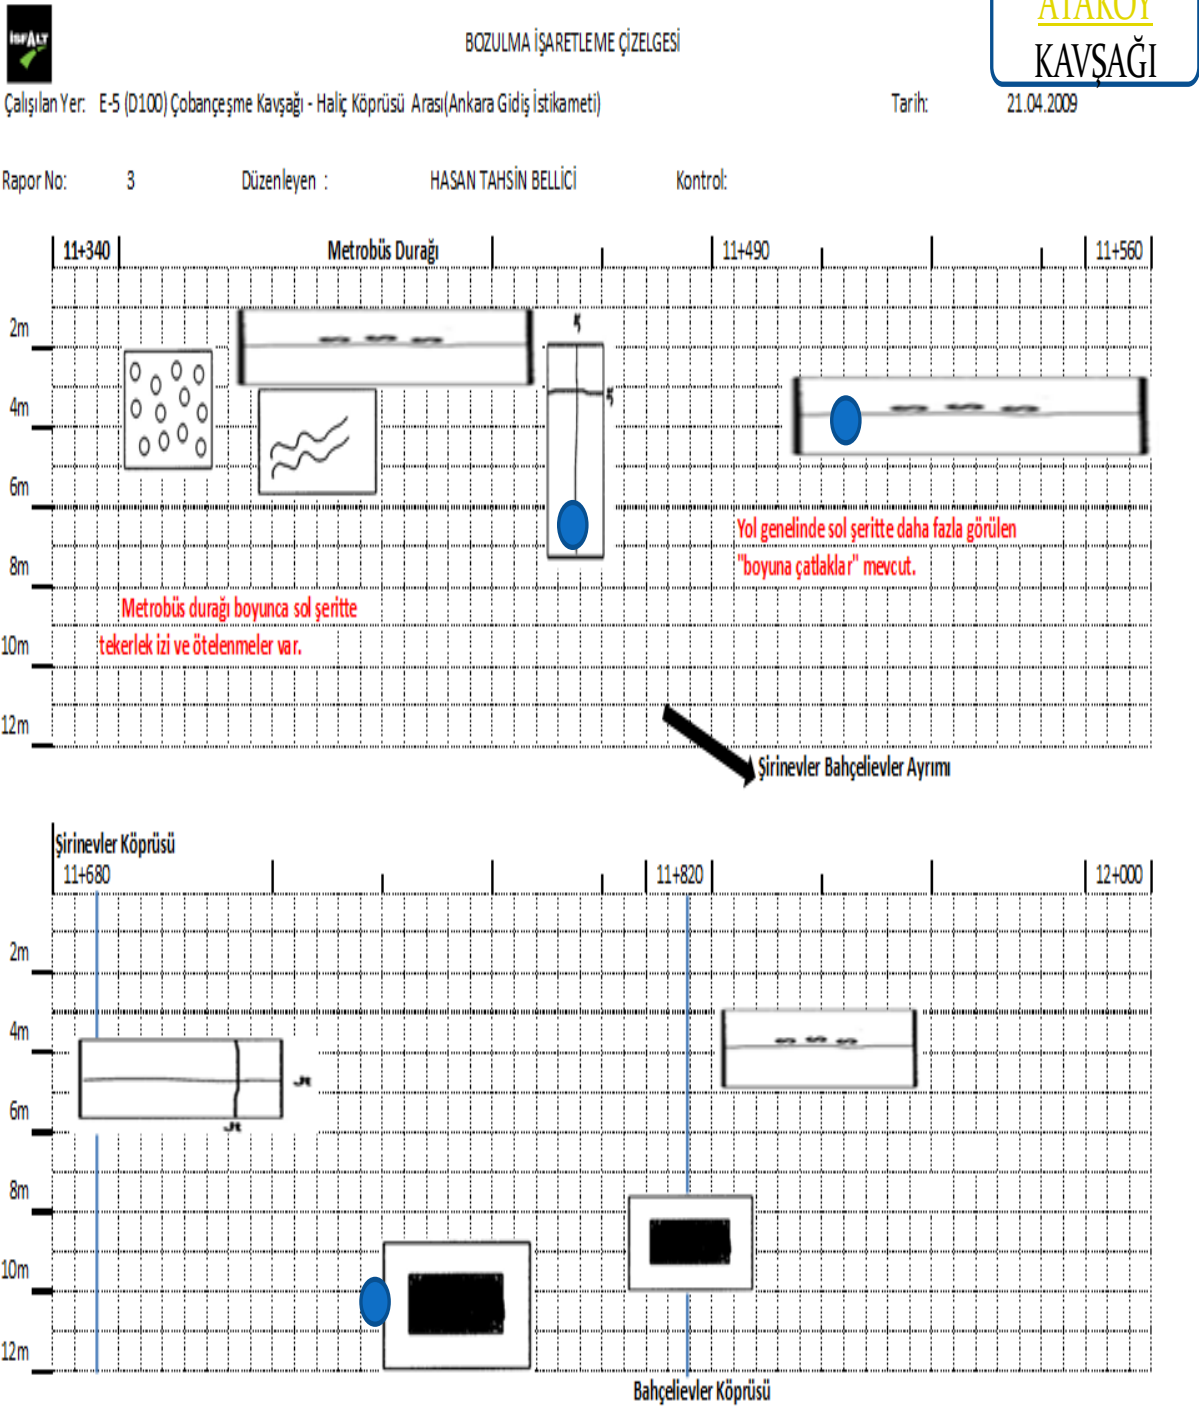 İSFALT
BOZULMA İŞARETLEME ÇİZELGESİ
ATAKÖY
KAVŞAĞI
Çalışılan Yer: E-5 (D100) Çobançeşme Kavşağı - Haliç Köprüsü Arası(Ankara Gidiş İstikameti) Tarih: 21.04.2009
Rapor No: 3 Düzenleyen : HASAN TAHSİN BELLİCİ Kontrol:
11+340 Metrobüs Durağı 11+490 11+560
2m
4m
6m
8m
10m
12m
Jt
Yol genelinde sol şeritte daha fazla görülen
"boyuna çatlaklar" mevcut.
Metrobüs durağı boyunca sol şeritte
tekerlek izi ve ötelenmeler var.
Şirinevler Bahçelievler Ayrımı
Şirinevler Köprüsü
11+680 11+820 12+000
2m
4m
6m
8m
10m
12m
Jt
Jt
Bahçelievler Köprüsü